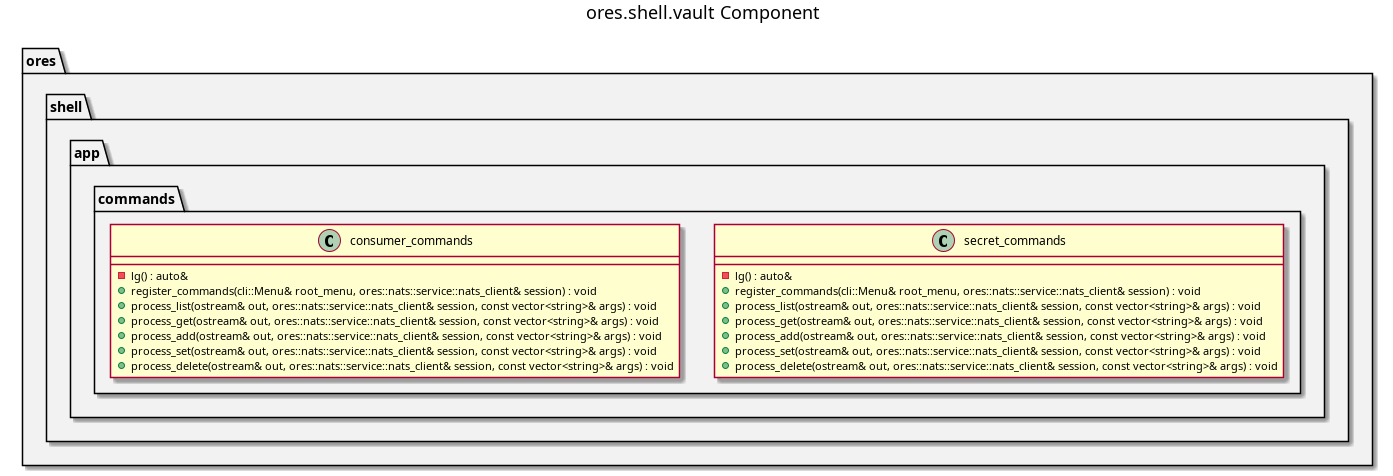 ores.shell.vault Component
ores
shell
app
commands
C consumer_commands
lg() : auto&
register_commands(cli::Menu& root_menu, ores::nats::service::nats_client& session) : void
process_list(ostream& out, ores::nats::service::nats_client& session, const vector<string>& args) : void
process_get(ostream& out, ores::nats::service::nats_client& session, const vector<string>& args) : void
process_add(ostream& out, ores::nats::service::nats_client& session, const vector<string>& args) : void
process_set(ostream& out, ores::nats::service::nats_client& session, const vector<string>& args) : void
process_delete(ostream& out, ores::nats::service::nats_client& session, const vector<string>& args) : void
C secret_commands
lg() : auto&
register_commands(cli::Menu& root_menu, ores::nats::service::nats_client& session) : void
process_list(ostream& out, ores::nats::service::nats_client& session, const vector<string>& args) : void
process_get(ostream& out, ores::nats::service::nats_client& session, const vector<string>& args) : void
process_add(ostream& out, ores::nats::service::nats_client& session, const vector<string>& args) : void
process_set(ostream& out, ores::nats::service::nats_client& session, const vector<string>& args) : void
process_delete(ostream& out, ores::nats::service::nats_client& session, const vector<string>& args) : void